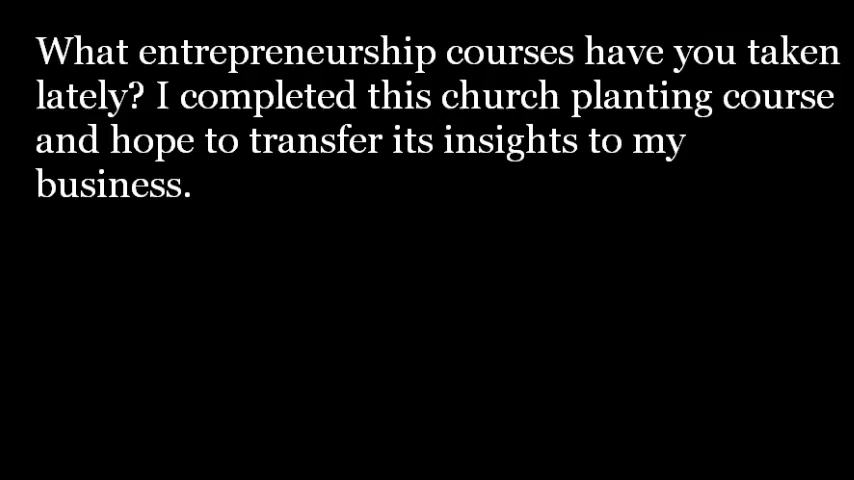 What entrepreneurship courses have you taken
lately? I completed this church planting course
and hope to transfer its insights to my
business.